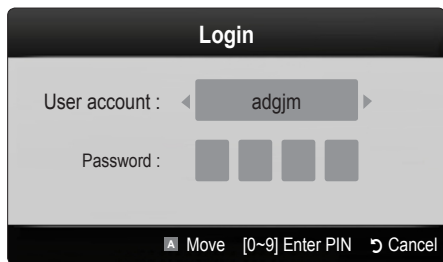 Login
User account : adgjm
Password :
A Move [0~9] Enter PIN Cancel